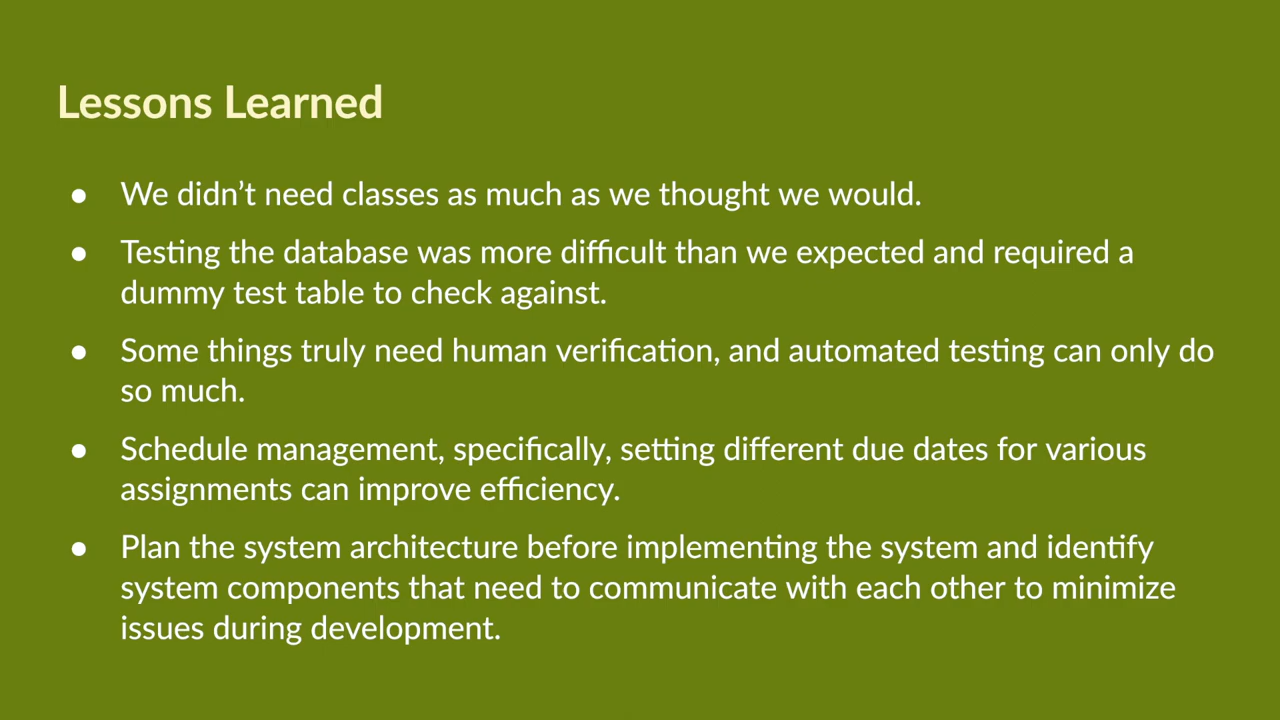 Lessons Learned
● We didn’t need classes as much as we thought we would.
● Testing the database was more difficult than we expected and required a
dummy test table to check against.
● Some things truly need human verification, and automated testing can only do
so much.
● Schedule management, specifically, setting different due dates for various
assignments can improve efficiency.
● Plan the system architecture before implementing the system and identify
system components that need to communicate with each other to minimize
issues during development.